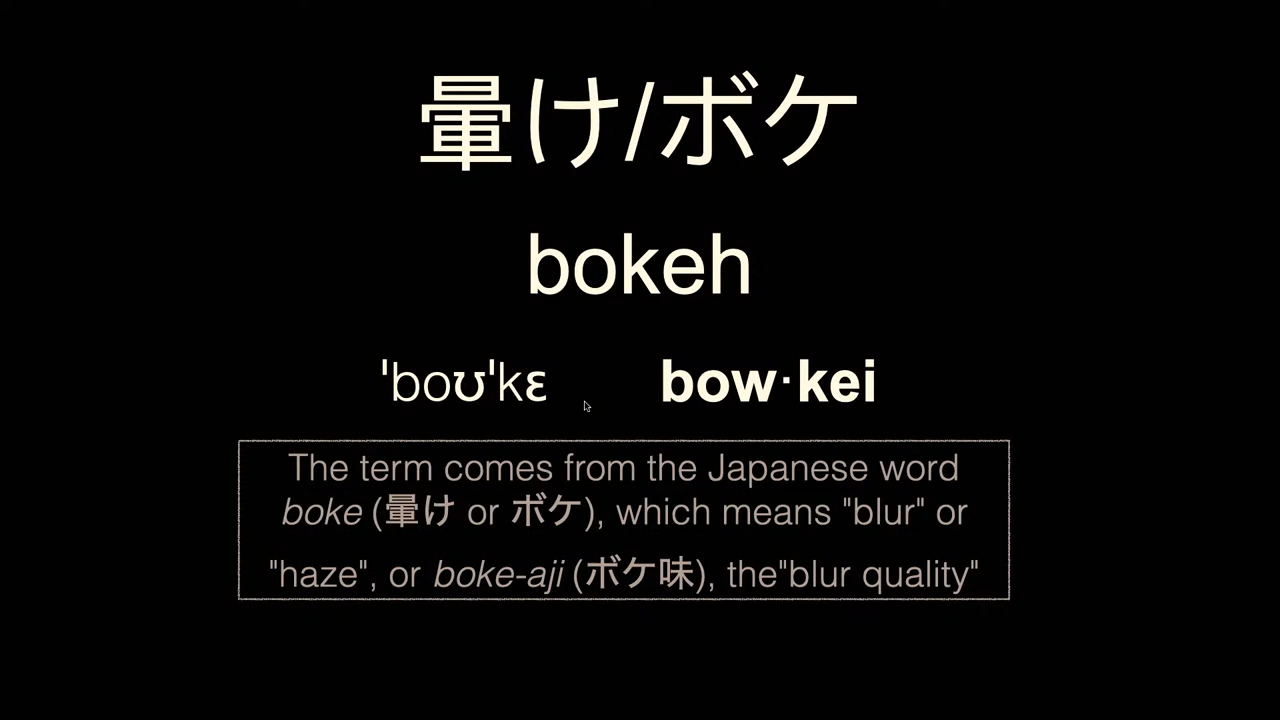 暈け/ボケ
bokeh
ˈboʊˈkɛ bow·kei
The term comes from the Japanese word
boke (暈け or ボケ), which means "blur" or
"haze", or boke-aji (ボケ味), the"blur quality"